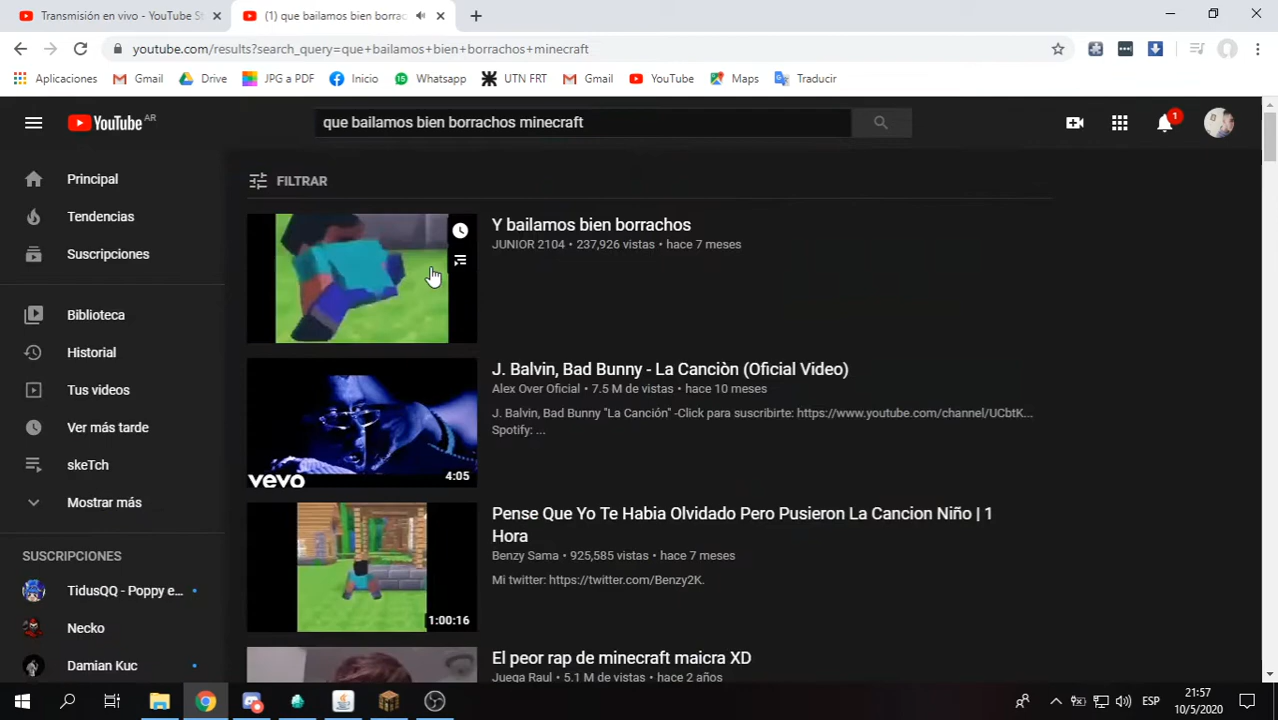 Transmisión en vivo - YouTube St
(1) que bailamos bien borrac
youtube.com/results?search_query=que+bailamos+bien+borrachos+minecraft
Aplicaciones
Gmail
Drive
JPG a PDF
Inicio
15
Whatsapp
UTN FRT
Gmail
YouTube
Maps
Traducir
YouTube AR
que bailamos bien borrachos minecraft
1
Principal
Tendencias
Suscripciones
Biblioteca
Historial
Tus videos
Ver más tarde
skeTch
Mostrar más
SUSCRIPCIONES
TidusQQ - Poppy e...
Necko
Damian Kuc
FILTRAR
Y bailamos bien borrachos
JUNIOR 2104 • 237,926 vistas • hace 7 meses
vevo
4:05
J. Balvin, Bad Bunny - La Canciòn (Oficial Video)
Alex Over Oficial • 7.5 M de vistas • hace 10 meses
J. Balvin, Bad Bunny "La Canción" -Click para suscribirte: https://www.youtube.com/channel/UCbtK...
Spotify: ...
1:00:16
Pense Que Yo Te Habia Olvidado Pero Pusieron La Cancion Niño | 1
Hora
Benzy Sama • 925,585 vistas • hace 7 meses
Mi twitter: https://twitter.com/Benzy2K.
El peor rap de minecraft maicra XD
Juega Raul • 5.1 M de vistas • hace 2 años
ESP
21:57
10/5/2020